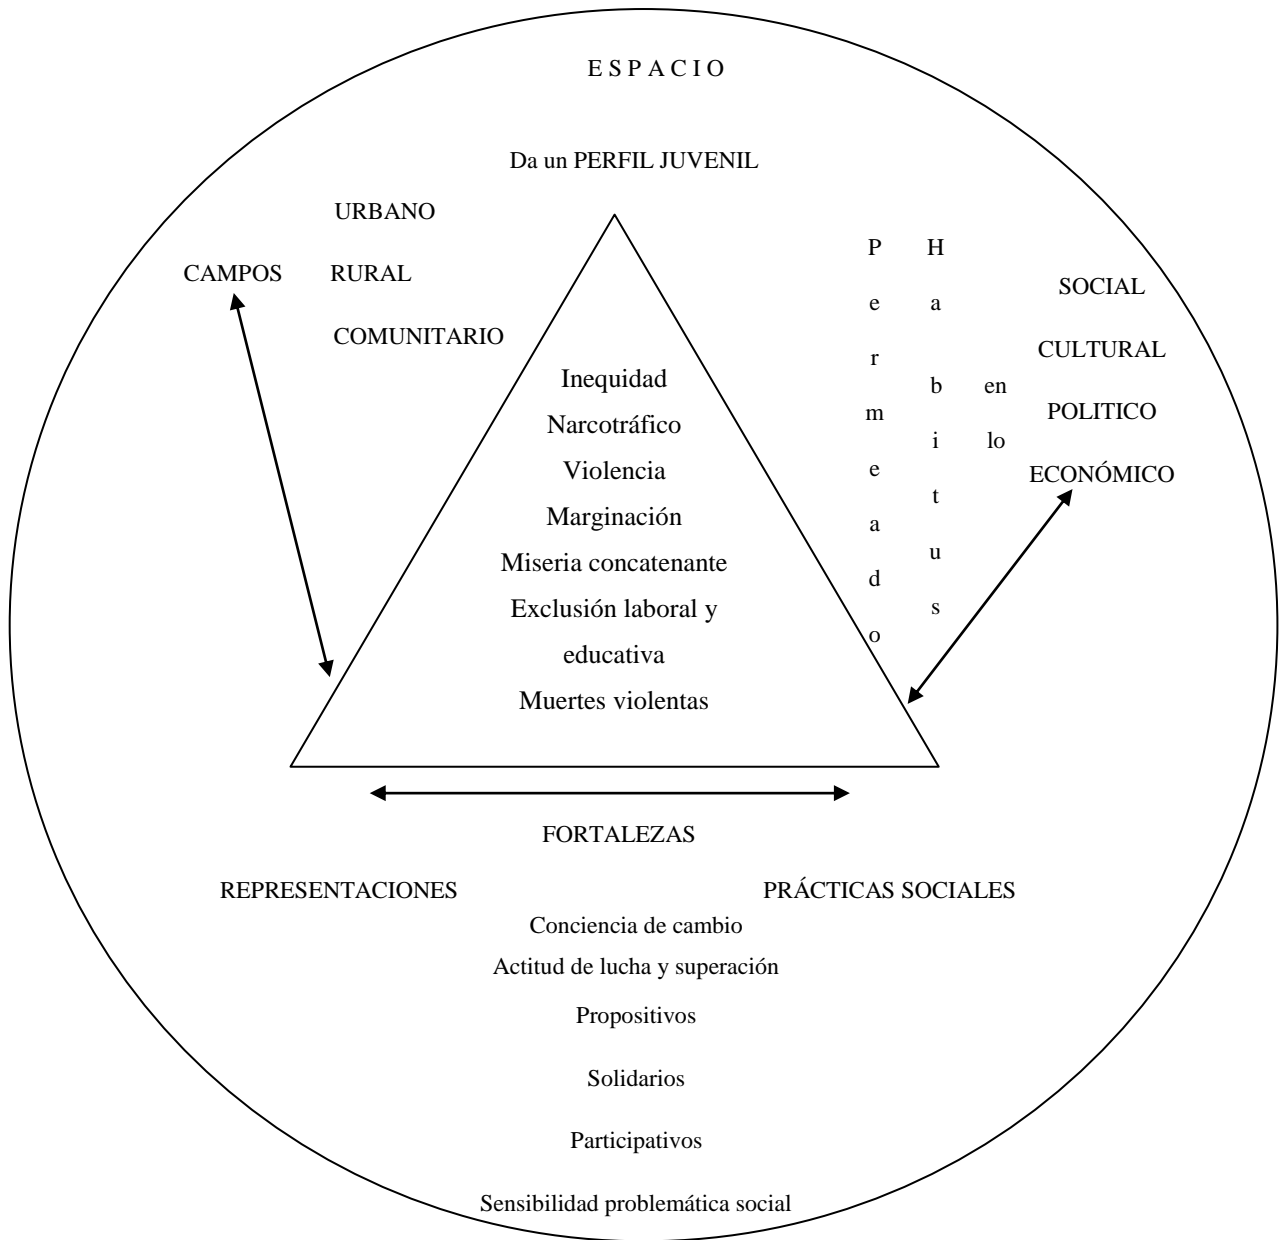 E S P A C I O
Da un PERFIL JUVENIL
URBANO
CAMPOS RURAL
COMUNITARIO
Permeado
Habitus
en
lo
SOCIAL
CULTURAL
POLITICO
ECONÓMICO
Inequidad
Narcotráfico
Violencia
Marginación
Miseria concatenante
Exclusión laboral y
educativa
Muertes violentas
FORTALEZAS
REPRESENTACIONES PRÁCTICAS SOCIALES
Conciencia de cambio
Actitud de lucha y superación
Propositivos
Solidarios
Participativos
Sensibilidad problemática social